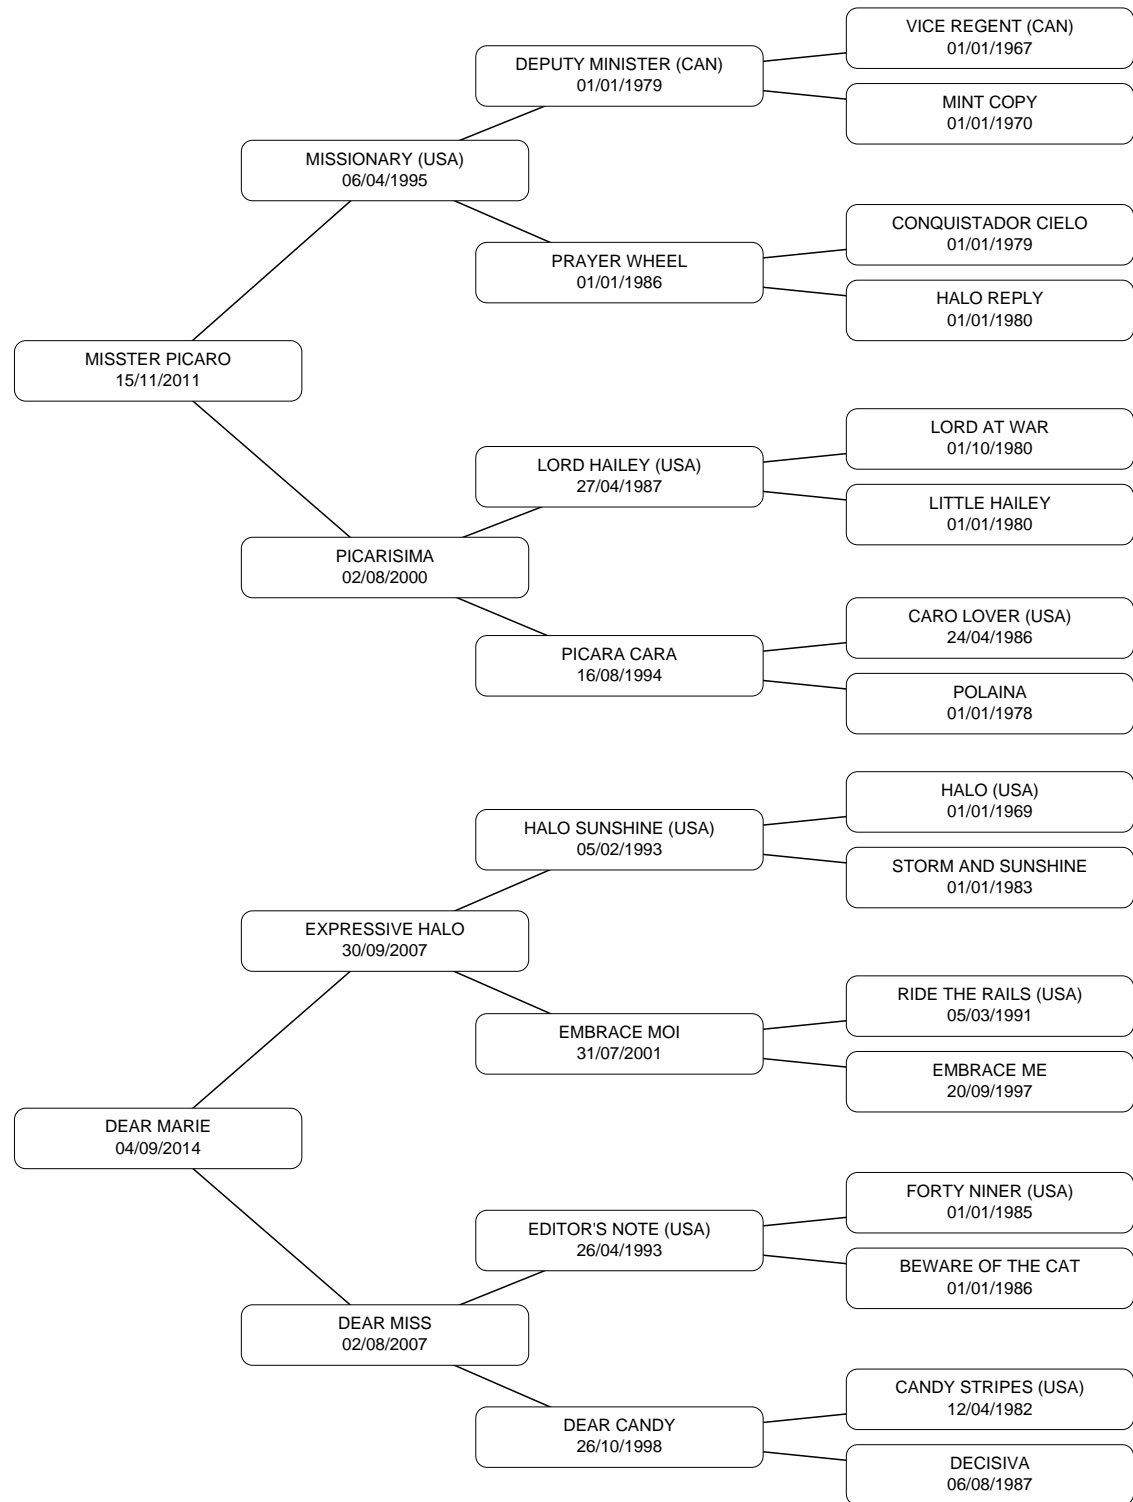 VICE REGENT (CAN)
01/01/1967
DEPUTY MINISTER (CAN)
01/01/1979
MINT COPY
01/01/1970
MISSIONARY (USA)
06/04/1995
CONQUISTADOR CIELO
01/01/1979
PRAYER WHEEL
01/01/1986
HALO REPLY
01/01/1980
MISSTER PICARO
15/11/2011
LORD AT WAR
01/10/1980
LORD HAILEY (USA)
27/04/1987
LITTLE HAILEY
01/01/1980
PICARISIMA
02/08/2000
CARO LOVER (USA)
24/04/1986
PICARA CARA
16/08/1994
POLAINA
01/01/1978
HALO (USA)
01/01/1969
HALO SUNSHINE (USA)
05/02/1993
STORM AND SUNSHINE
01/01/1983
EXPRESSIVE HALO
30/09/2007
RIDE THE RAILS (USA)
05/03/1991
EMBRACE MOI
31/07/2001
EMBRACE ME
20/09/1997
DEAR MARIE
04/09/2014
FORTY NINER (USA)
01/01/1985
EDITOR'S NOTE (USA)
26/04/1993
BEWARE OF THE CAT
01/01/1986
DEAR MISS
02/08/2007
CANDY STRIPES (USA)
12/04/1982
DEAR CANDY
26/10/1998
DECISIVA
06/08/1987